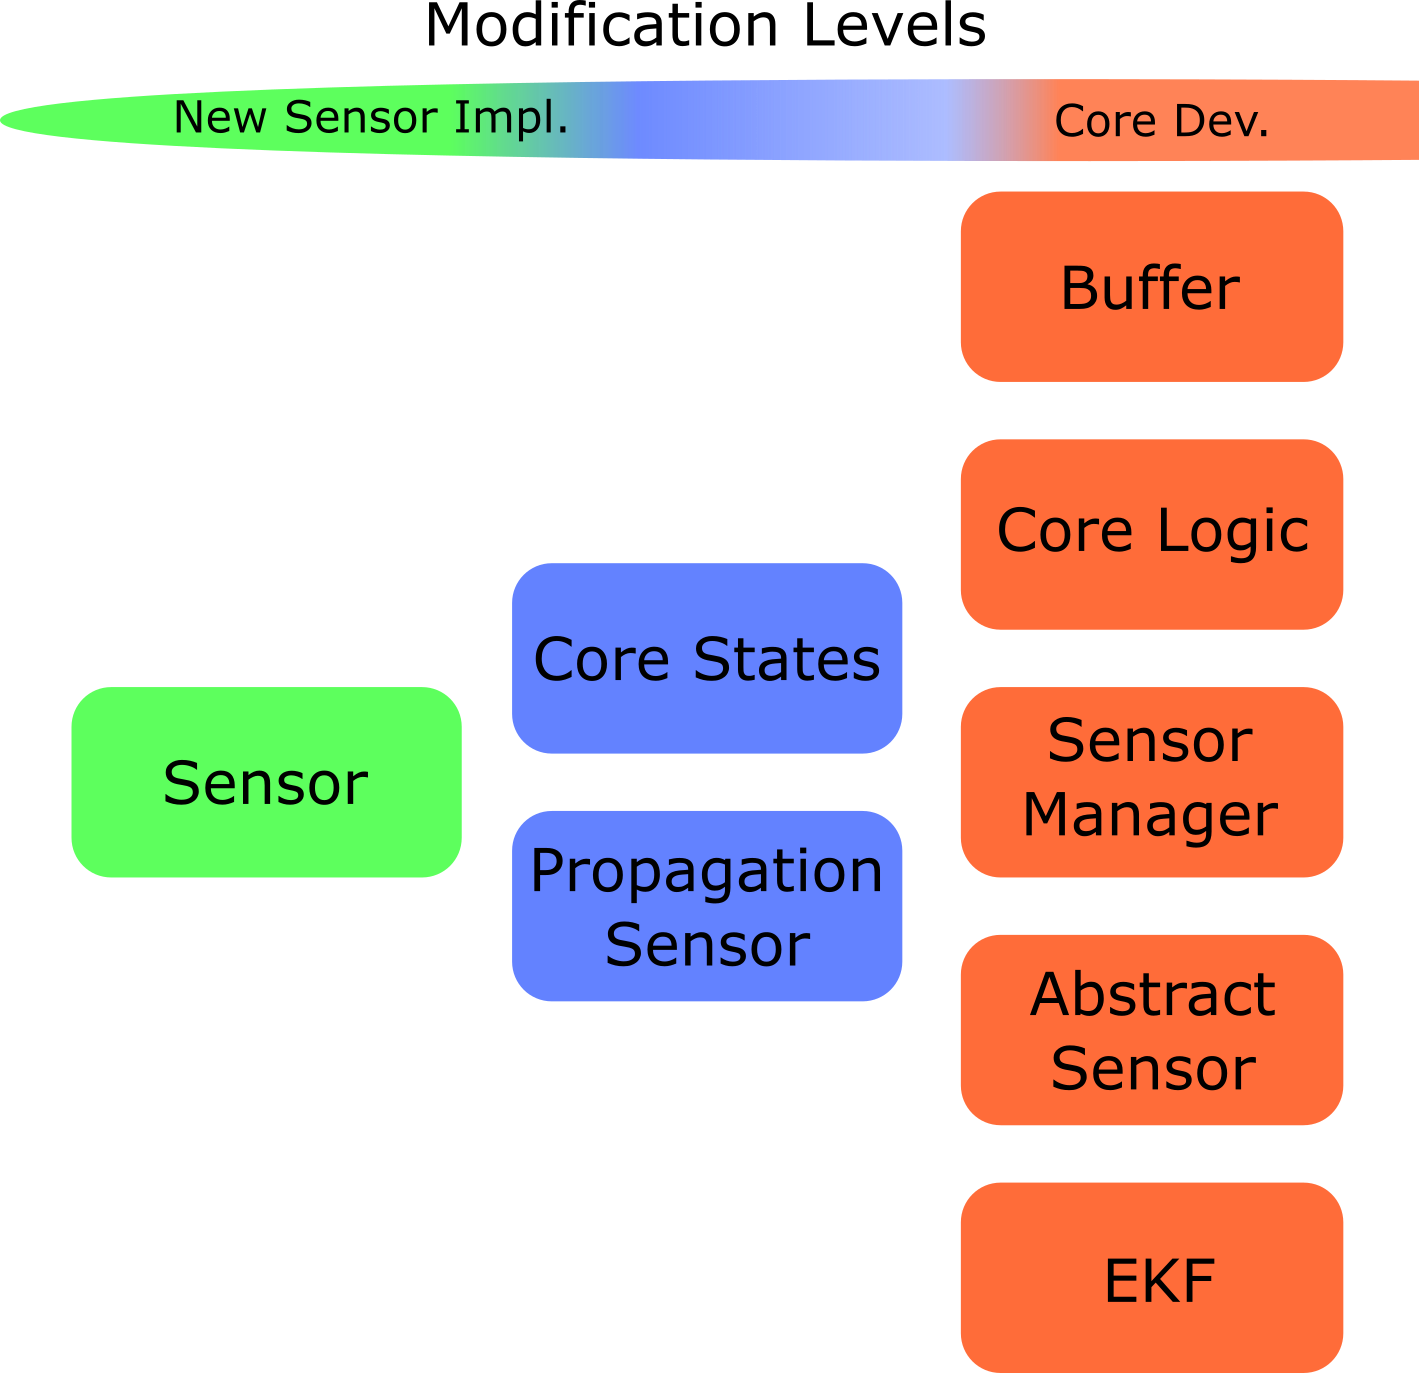 Modification Levels
New Sensor Impl.
Core Dev.
Buffer
Core Logic
Core States
Sensor
Manager
Sensor
Propagation
Sensor
Abstract
Sensor
EKF